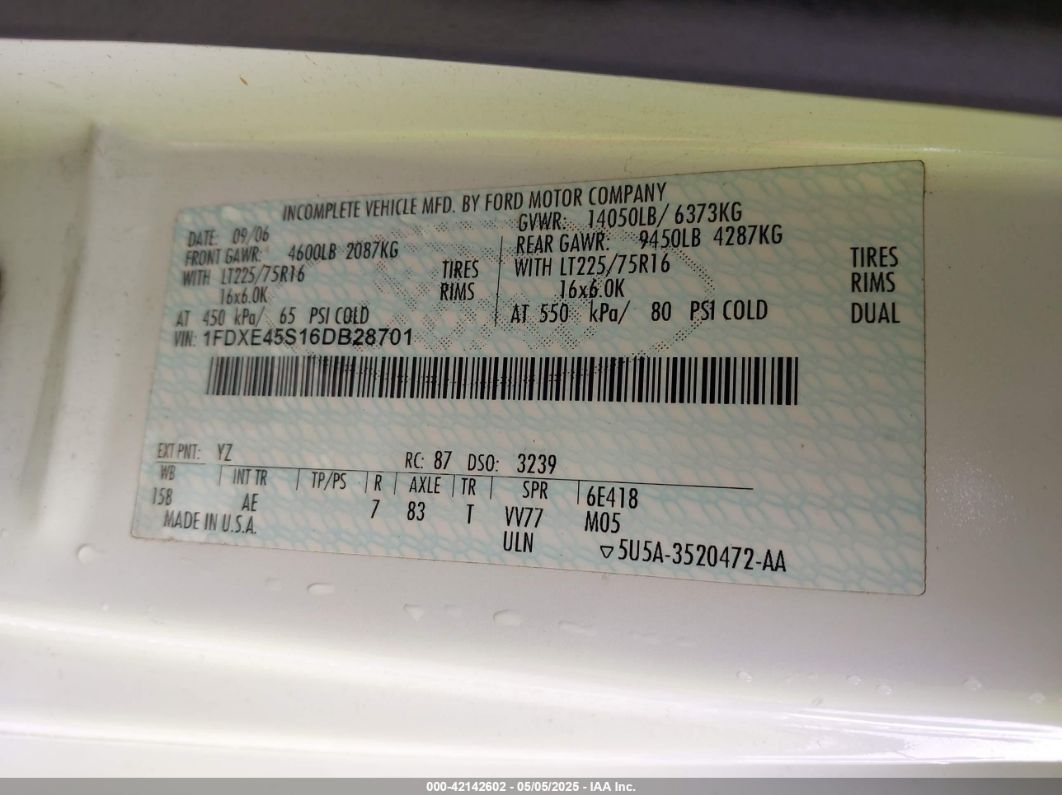 INCOMPLETE VEHICLE MFD. BY FORD MOTOR COMPANY
DATE: 09/06 GVWR: 14050LB/ 6373KG
FRONT GAWR: 4600LB 2087KG REAR GAWR: 9450LB 4287KG
WITH LT225/75R16 TIRES WITH LT225/75R16 TIRES
16x6.0K RIMS 16x6.0K RIMS
AT 450 kPa/ 65 PSI COLD AT 550 kPa/ 80 PSI COLD DUAL
VIN: 1FDXE45S16DB28701
EXT PNT: YZ RC: 87 DSO: 3239
WB INT TR TP/PS R AXLE TR SPR 6E418
158 AE 7 83 T VV77 M05
MADE IN U.S.A. ULN ▽5U5A-3520472-AA
000-42142602 - 05/05/2025 - IAA Inc.